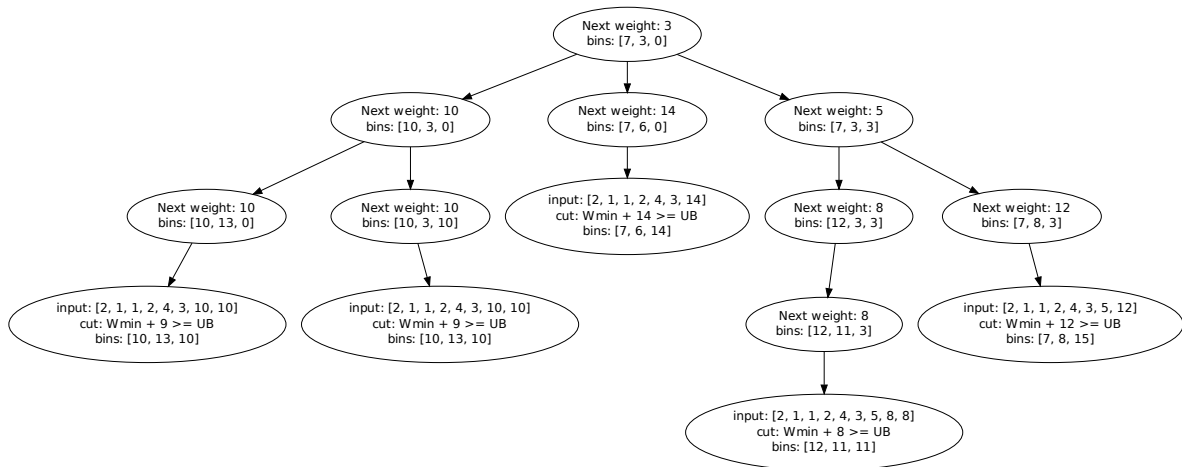 Next weight: 3
bins: [7, 3, 0]
Next weight: 10
bins: [10, 3, 0]
Next weight: 14
bins: [7, 6, 0]
Next weight: 5
bins: [7, 3, 3]
Next weight: 10
bins: [10, 13, 0]
Next weight: 10
bins: [10, 3, 10]
input: [2, 1, 1, 2, 4, 3, 14]
cut: Wmin + 14 >= UB
bins: [7, 6, 14]
Next weight: 8
bins: [12, 3, 3]
Next weight: 12
bins: [7, 8, 3]
input: [2, 1, 1, 2, 4, 3, 10, 10]
cut: Wmin + 9 >= UB
bins: [10, 13, 10]
input: [2, 1, 1, 2, 4, 3, 10, 10]
cut: Wmin + 9 >= UB
bins: [10, 13, 10]
Next weight: 8
bins: [12, 11, 3]
input: [2, 1, 1, 2, 4, 3, 5, 12]
cut: Wmin + 12 >= UB
bins: [7, 8, 15]
input: [2, 1, 1, 2, 4, 3, 5, 8, 8]
cut: Wmin + 8 >= UB
bins: [12, 11, 11]